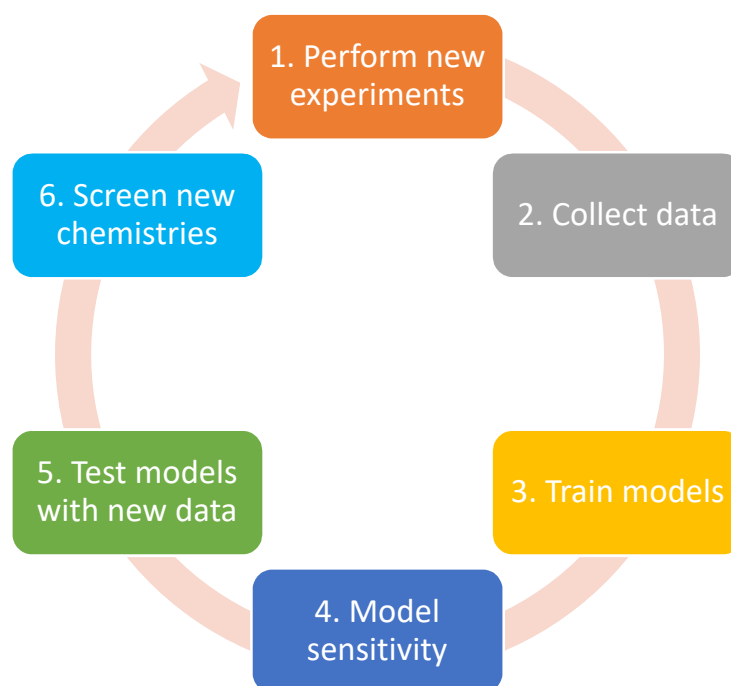 1. Perform new
experiments
2. Collect data
3. Train models
4. Model
sensitivity
5. Test models
with new data
6. Screen new
chemistries